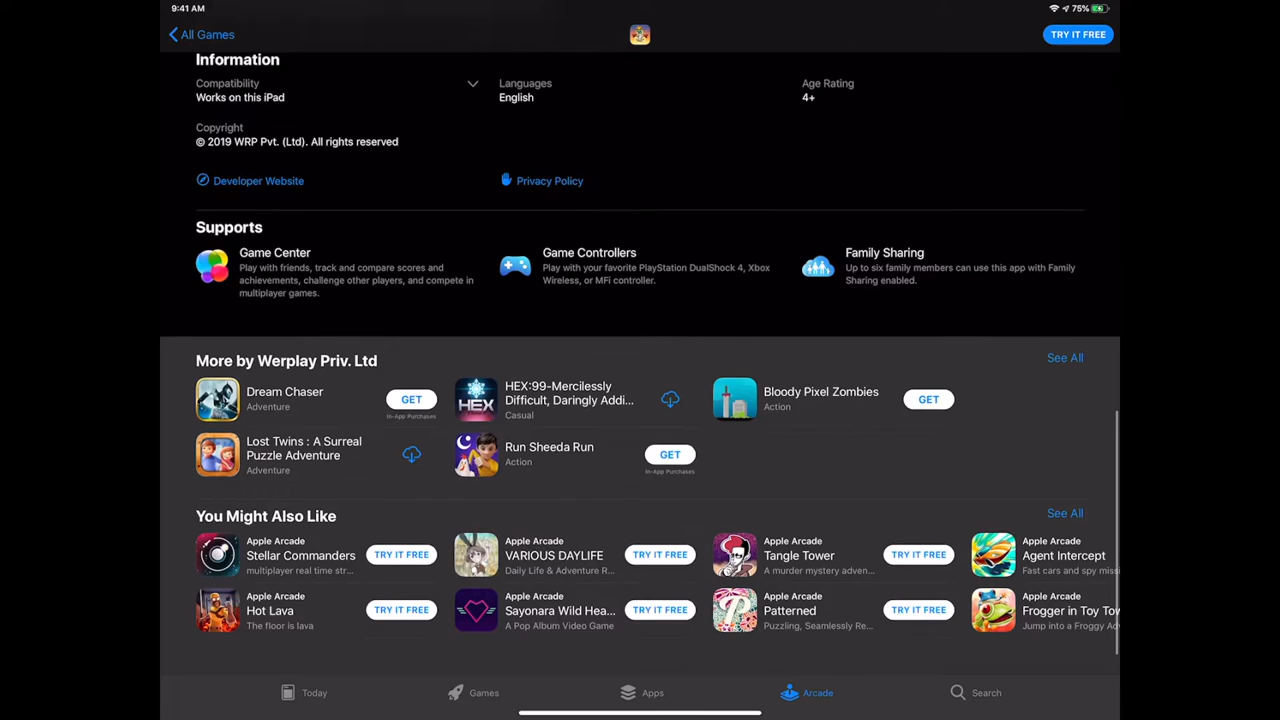 9:41 AM
75%
All Games
TRY IT FREE
Information
Compatibility
Works on this iPad
Languages
English
Age Rating
4+
Copyright
© 2019 WRP Pvt. (Ltd). All rights reserved
Developer Website
Privacy Policy
Supports
Game Center
Play with friends, track and compare scores and
achievements, challenge other players, and compete in
multiplayer games.
Game Controllers
Play with your favorite PlayStation DualShock 4, Xbox
Wireless, or MFi controller.
Family Sharing
Up to six family members can use this app with Family
Sharing enabled.
More by Werplay Priv. Ltd
See All
Dream Chaser
Adventure
GET
In-App Purchases
HEX
HEX:99-Mercilessly
Difficult, Daringly Addi...
Casual
Bloody Pixel Zombies
Action
GET
Lost Twins : A Surreal
Puzzle Adventure
Adventure
Run Sheeda Run
Action
GET
In-App Purchases
You Might Also Like
See All
Apple Arcade
Stellar Commanders
multiplayer real time str...
TRY IT FREE
Apple Arcade
VARIOUS DAYLIFE
Daily Life & Adventure R...
TRY IT FREE
Apple Arcade
Tangle Tower
A murder mystery adven...
TRY IT FREE
Apple Arcade
Agent Intercept
Fast cars and spy miss
Apple Arcade
Hot Lava
The floor is lava
TRY IT FREE
Apple Arcade
Sayonara Wild Hea...
A Pop Album Video Game
TRY IT FREE
Apple Arcade
Patterned
Puzzling, Seamlessly Re...
TRY IT FREE
Apple Arcade
Frogger in Toy Tow
Jump into a Froggy Ad
Today
Games
Apps
Arcade
Search